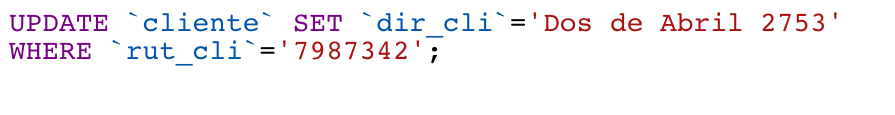 UPDATE `cliente` SET `dir_cli`='Dos de Abril 2753'
WHERE `rut_cli`='7987342';